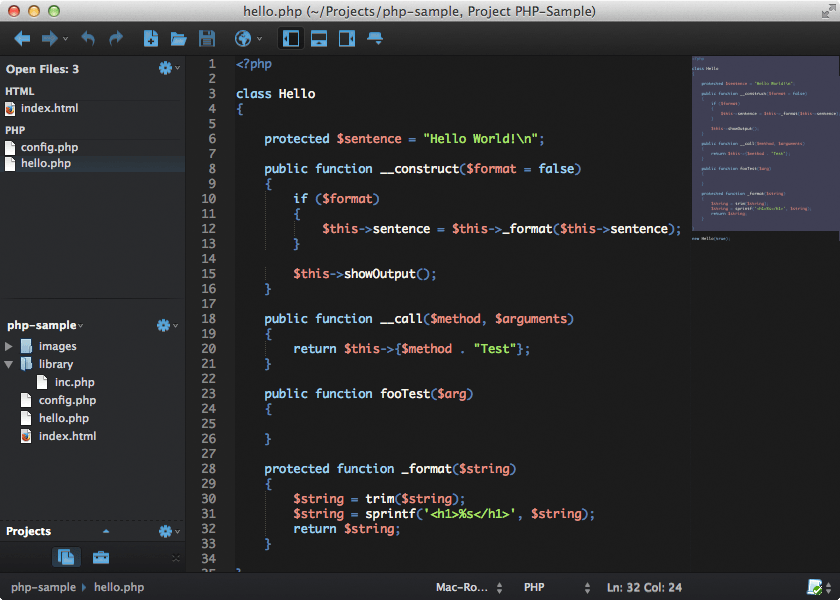 hello.php (~/Projects/php-sample, Project PHP-Sample)
Open Files: 3
HTML
index.html
PHP
config.php
hello.php
php-sample
images
library
inc.php
config.php
hello.php
index.html
Projects
1 <?php
2
3 class Hello
4 {
5
6 protected $sentence = "Hello World!\n";
7
8 public function __construct($format = false)
9 {
10 if ($format)
11 {
12 $this->sentence = $this->_format($this->sentence);
13 }
14
15 $this->showOutput();
16 }
17
18 public function __call($method, $arguments)
19 {
20 return $this->{$method . "Test"};
21 }
22
23 public function fooTest($arg)
24 {
25
26 }
27
28 protected function _format($string)
29 {
30 $string = trim($string);
31 $string = sprintf('<h1>%s</h1>', $string);
32 return $string;
33 }
34
php-sample hello.php
Mac-Ro... PHP Ln: 32 Col: 24